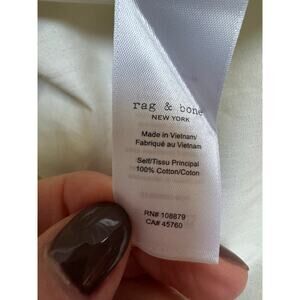 rag & bone
NEW YORK
Made in Vietnam/
Fabriqué au Vietnam
Self/Tissu Principal
100% Cotton/Coton
RN# 108879
CA# 45760